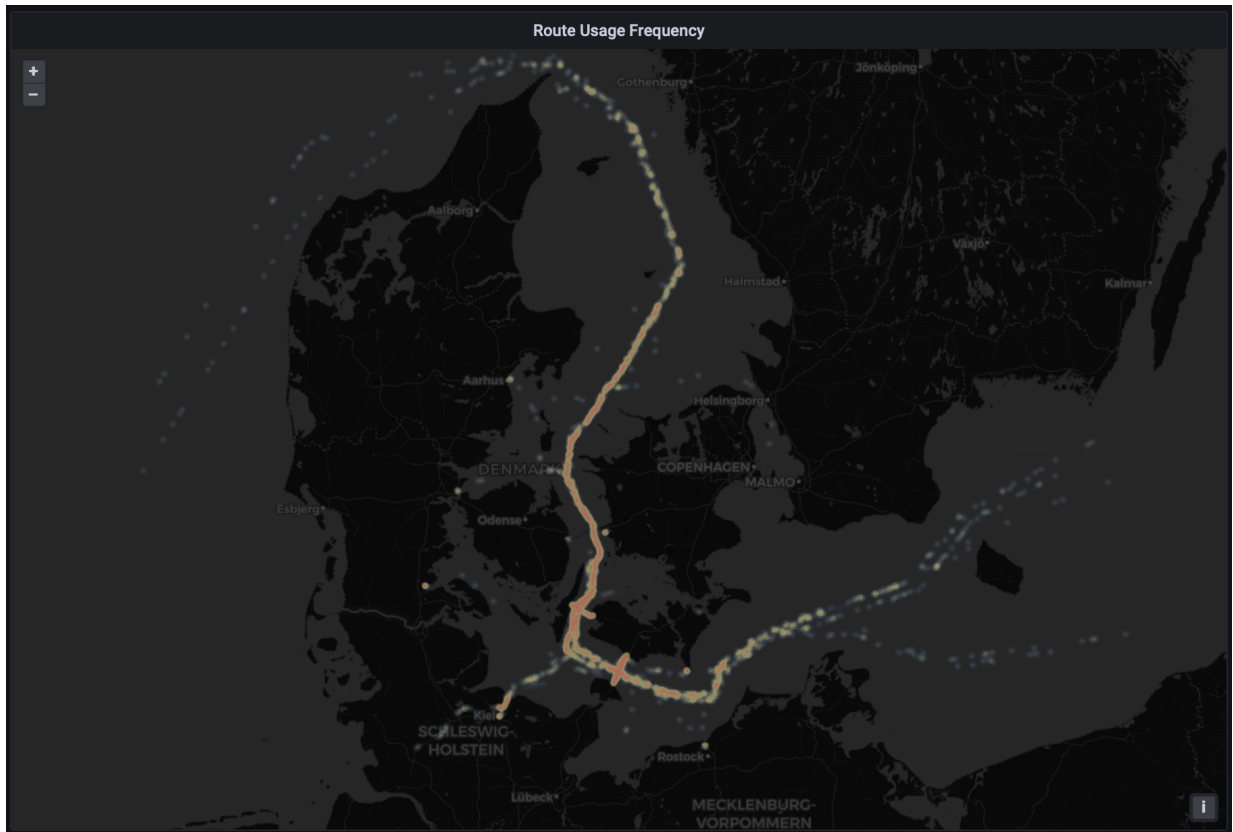 Route Usage Frequency
+
−
Gothenburg
Jönköping
Aalborg
Växjö
Halmstad
Kalmar
Aarhus
Helsingborg
DENMARK
COPENHAGEN
MALMO
Esbjerg
Odense
Kiel
SCHLESWIG-
HOLSTEIN
Rostock
Lübeck
MECKLENBURG-
VORPOMMERN
i